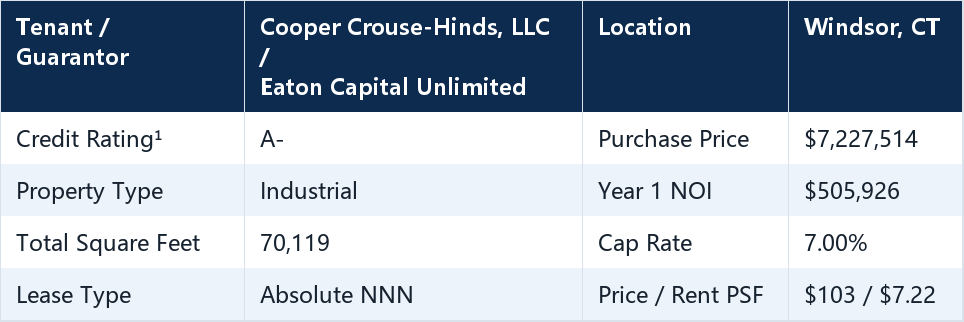 Tenant / Guarantor | Cooper Crouse-Hinds, LLC / Eaton Capital Unlimited | Location | Windsor, CT
Credit Rating¹ | A- | Purchase Price | $7,227,514
Property Type | Industrial | Year 1 NOI | $505,926
Total Square Feet | 70,119 | Cap Rate | 7.00%
Lease Type | Absolute NNN | Price / Rent PSF | $103 / $7.22